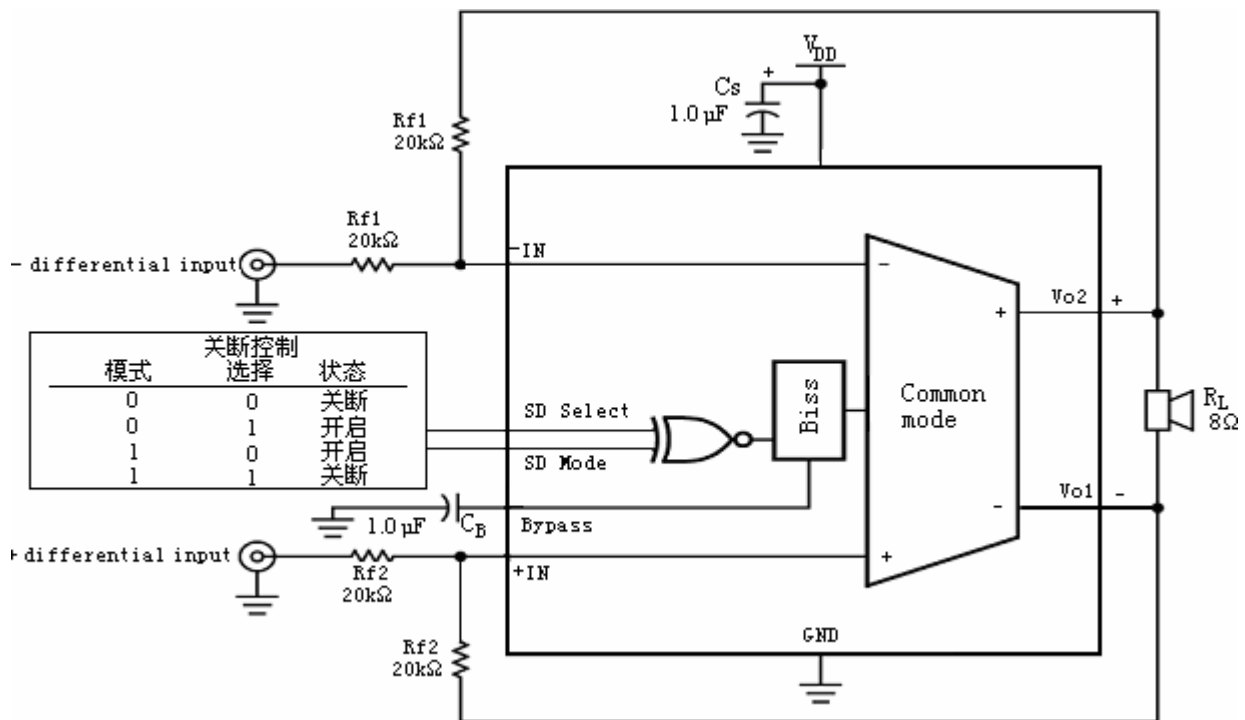 V_DD
+
Cs
1.0 µF
Rf1
20kΩ
Rf1
20kΩ
- differential input
-IN
-
+
Vo2 +
关断控制
模式 选择 状态
0 0 关断
0 1 开启
1 0 开启
1 1 关断
SD Select
SD Mode
Biss
Common
mode
R_L
8Ω
1.0 µF
C_B
Bypass
-
Vo1 -
+ differential input
Rf2
20kΩ
+IN
+
Rf2
20kΩ
GND